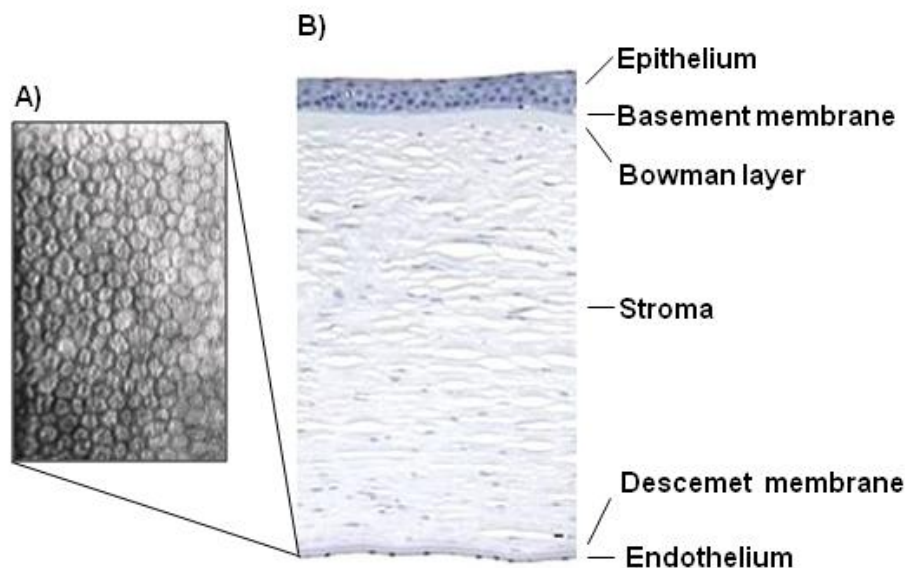 B)
Epithelium
A)
Basement membrane
Bowman layer
Stroma
Descemet membrane
Endothelium